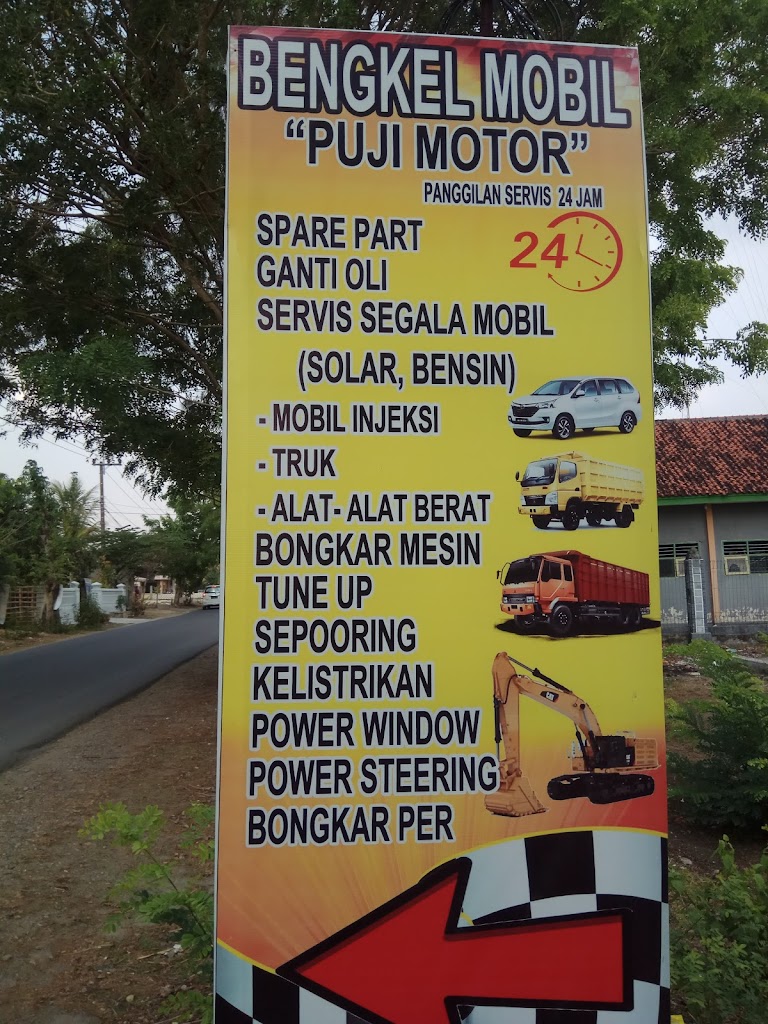 BENGKEL MOBIL
"PUJI MOTOR"
PANGGILAN SERVIS 24 JAM
24
SPARE PART
GANTI OLI
SERVIS SEGALA MOBIL
(SOLAR, BENSIN)
- MOBIL INJEKSI
- TRUK
- ALAT- ALAT BERAT
BONGKAR MESIN
TUNE UP
SEPOORING
KELISTRIKAN
POWER WINDOW
POWER STEERING
BONGKAR PER